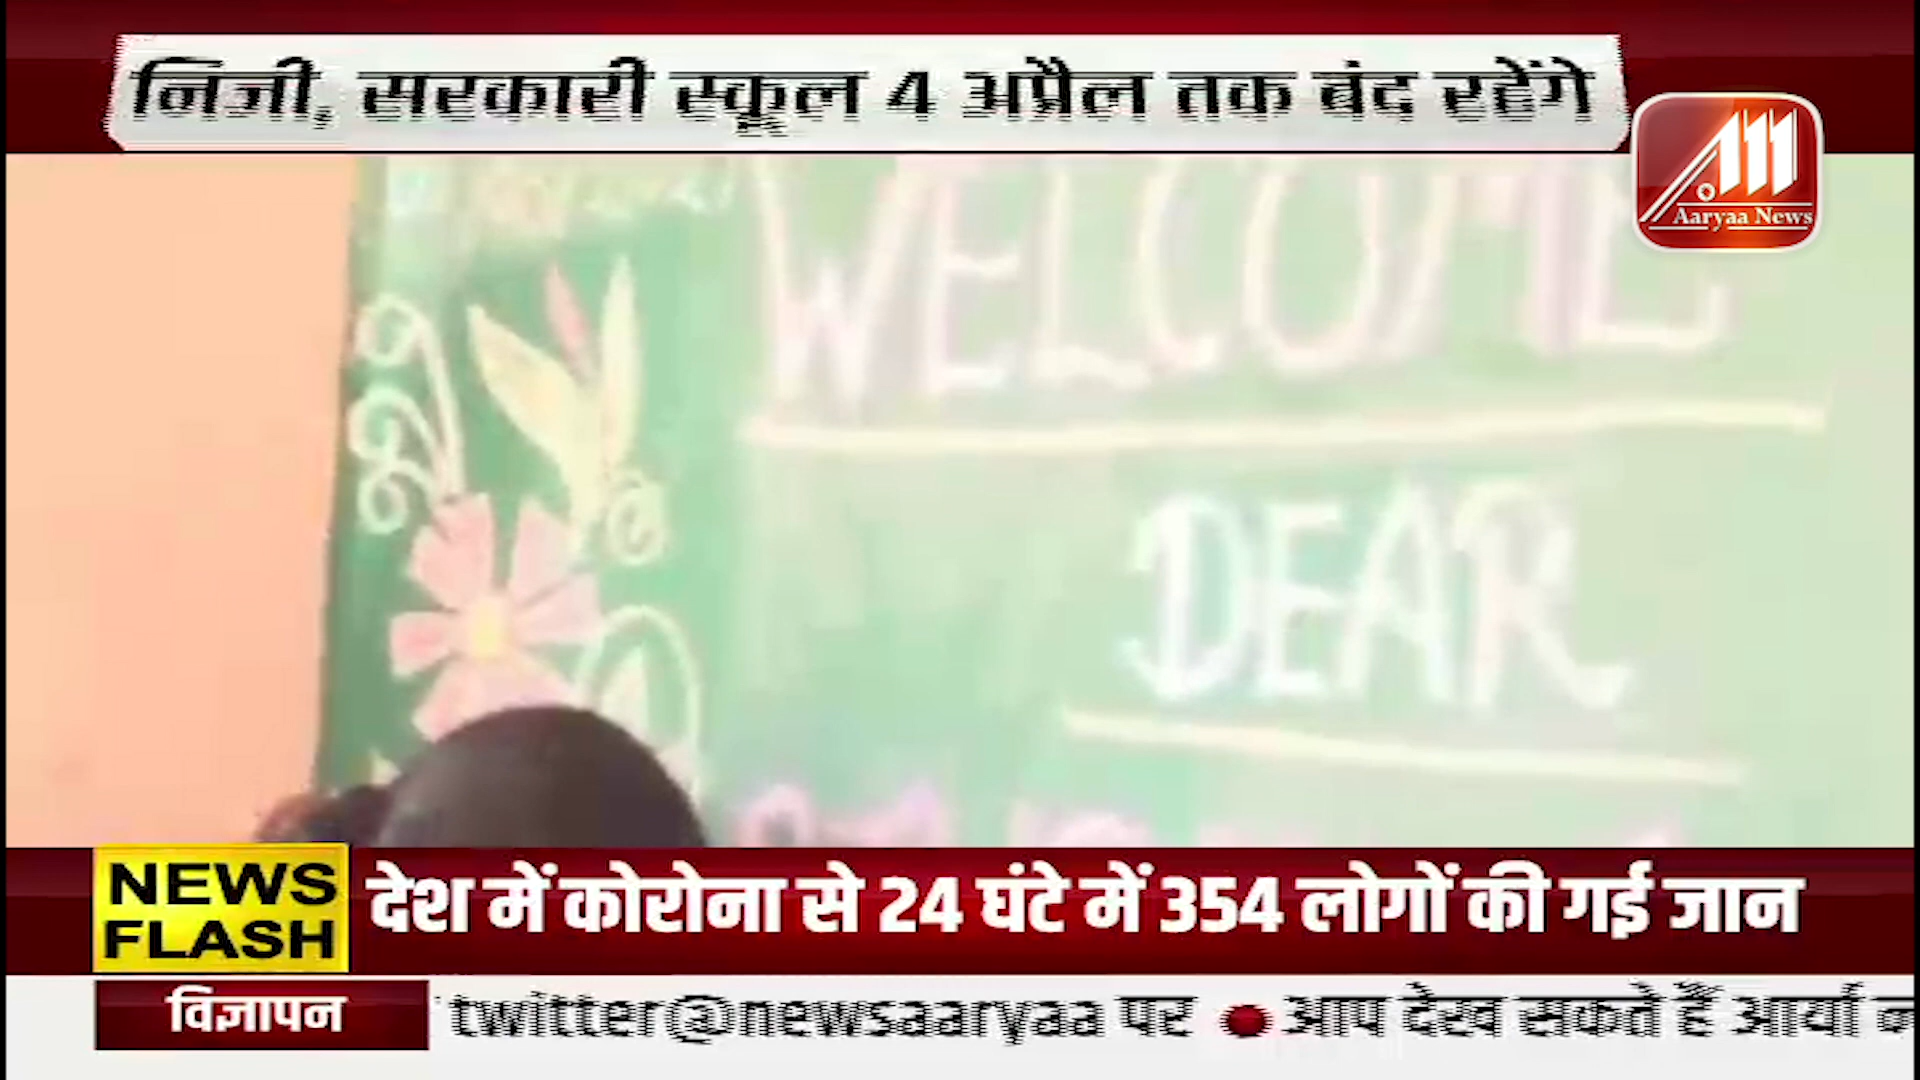 निजी, सरकारी स्कूल 4 अप्रैल तक बंद रहेंगे
Aaryaa News
WELCOME
DEAR
NEWS FLASH
देश में कोरोना से 24 घंटे में 354 लोगों की गई जान
विज्ञापन
twitter@newsaaryaa पर ● आप देख सकते हैं आर्या